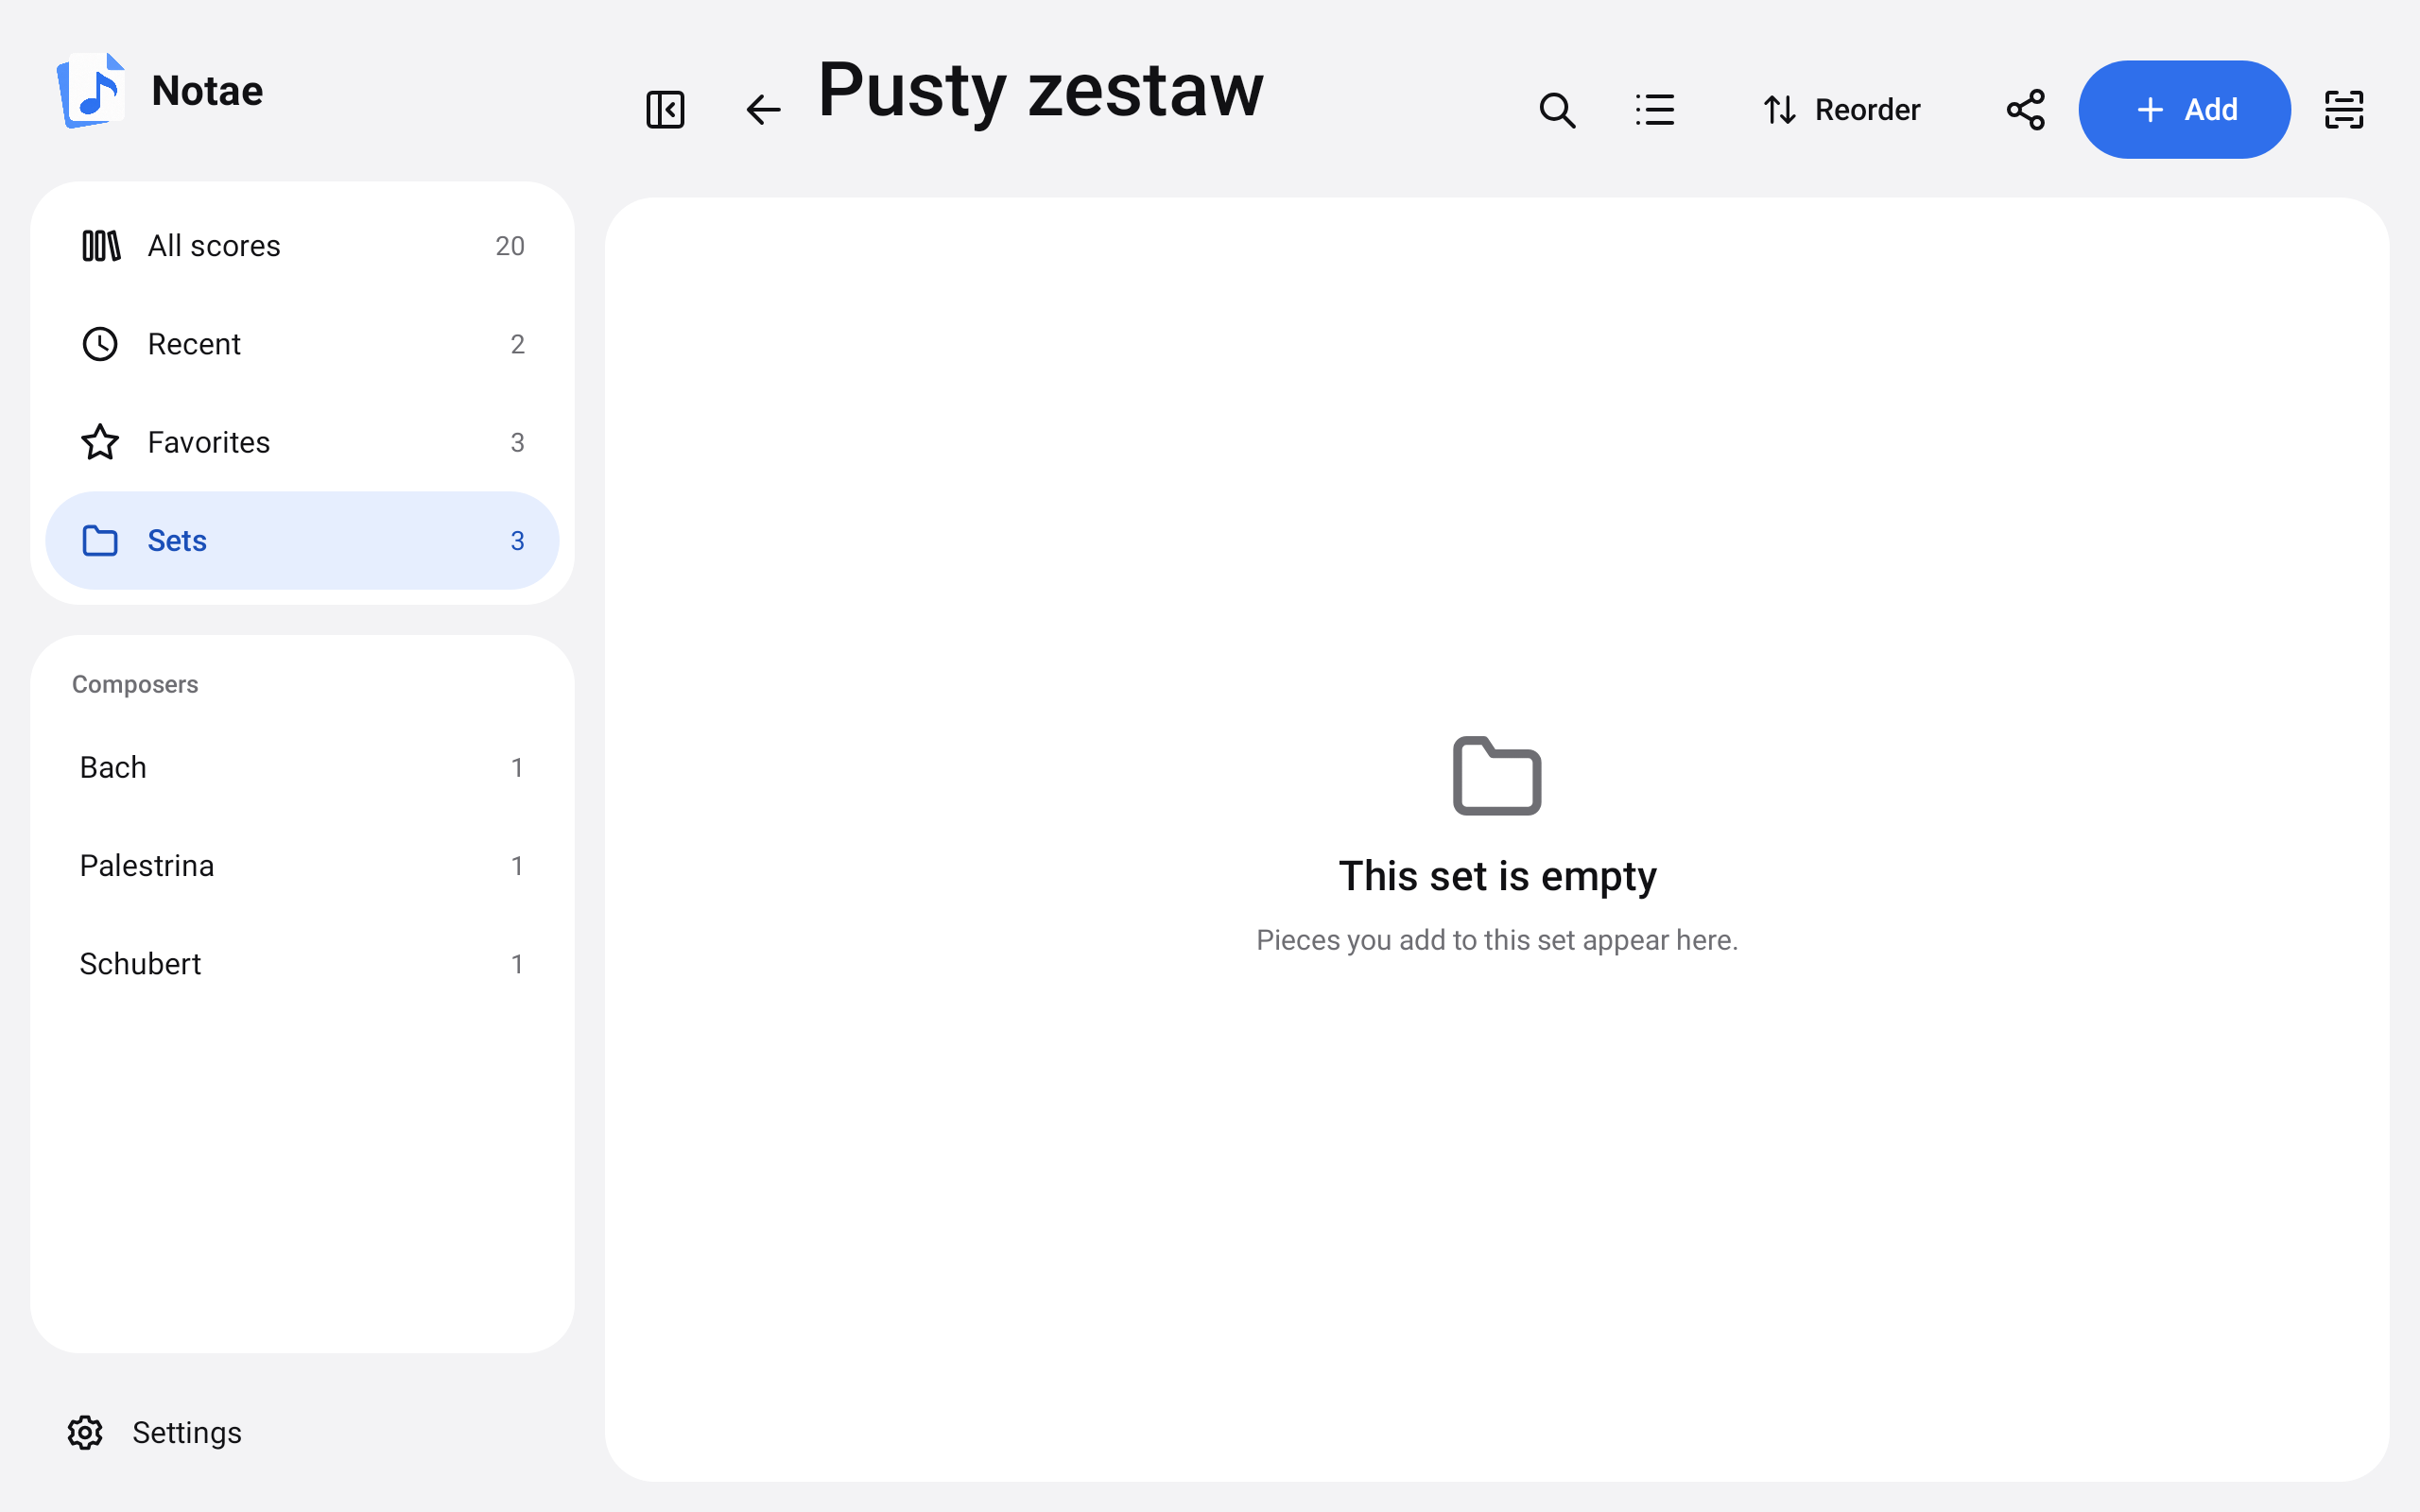 Notae
All scores 20
Recent 2
Favorites 3
Sets 3
Composers
Bach 1
Palestrina 1
Schubert 1
Settings
Pusty zestaw
Reorder
Add
This set is empty
Pieces you add to this set appear here.